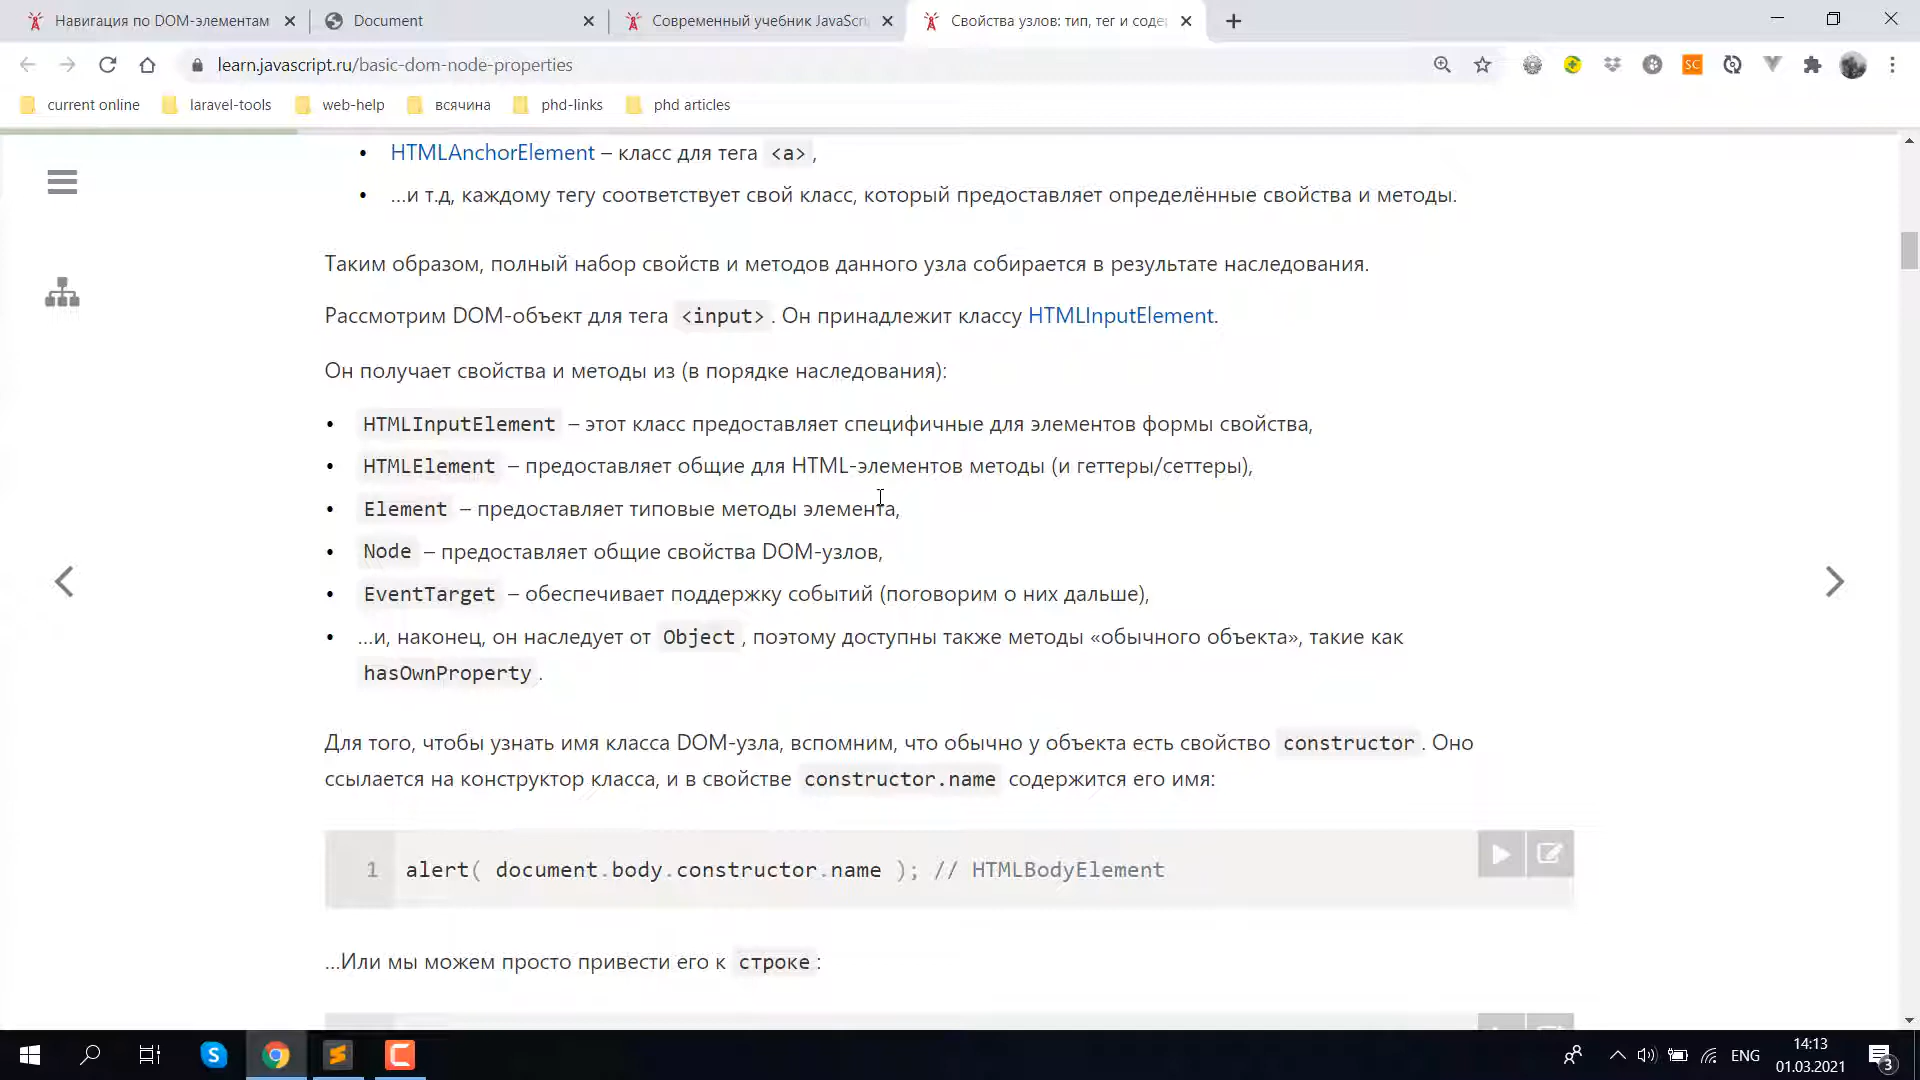 Навигация по DOM-элементам
Document
Современный учебник JavaScri
Свойства узлов: тип, тег и соде
learn.javascript.ru/basic-dom-node-properties
current online
laravel-tools
web-help
всячина
phd-links
phd articles
• HTMLAnchorElement – класс для тега <a>,
• …и т.д, каждому тегу соответствует свой класс, который предоставляет определённые свойства и методы.
Таким образом, полный набор свойств и методов данного узла собирается в результате наследования.
Рассмотрим DOM-объект для тега <input>. Он принадлежит классу HTMLInputElement.
Он получает свойства и методы из (в порядке наследования):
• HTMLInputElement – этот класс предоставляет специфичные для элементов формы свойства,
• HTMLElement – предоставляет общие для HTML-элементов методы (и геттеры/сеттеры),
• Element – предоставляет типовые методы элемента,
• Node – предоставляет общие свойства DOM-узлов,
• EventTarget – обеспечивает поддержку событий (поговорим о них дальше),
• …и, наконец, он наследует от Object, поэтому доступны также методы «обычного объекта», такие как
hasOwnProperty.
Для того, чтобы узнать имя класса DOM-узла, вспомним, что обычно у объекта есть свойство constructor. Оно
ссылается на конструктор класса, и в свойстве constructor.name содержится его имя:
1 alert( document.body.constructor.name ); // HTMLBodyElement
…Или мы можем просто привести его к строке:
SC
S
C
ENG
14:13
01.03.2021
3